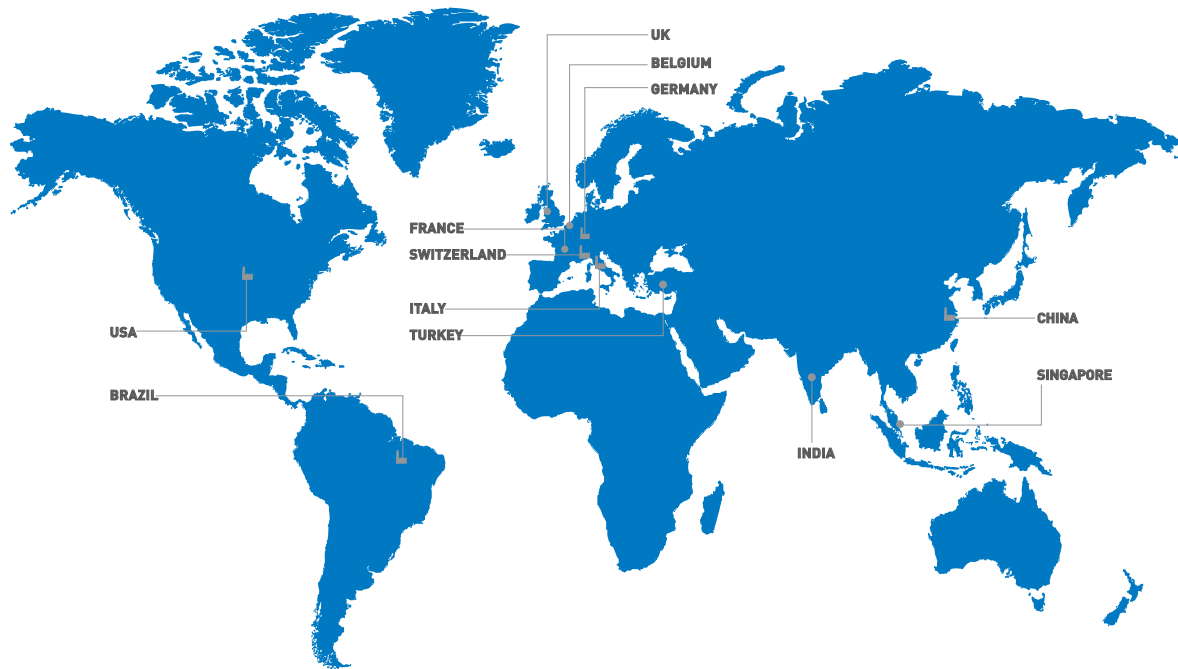 UK
BELGIUM
GERMANY
FRANCE
SWITZERLAND
ITALY
TURKEY
USA
BRAZIL
CHINA
SINGAPORE
INDIA